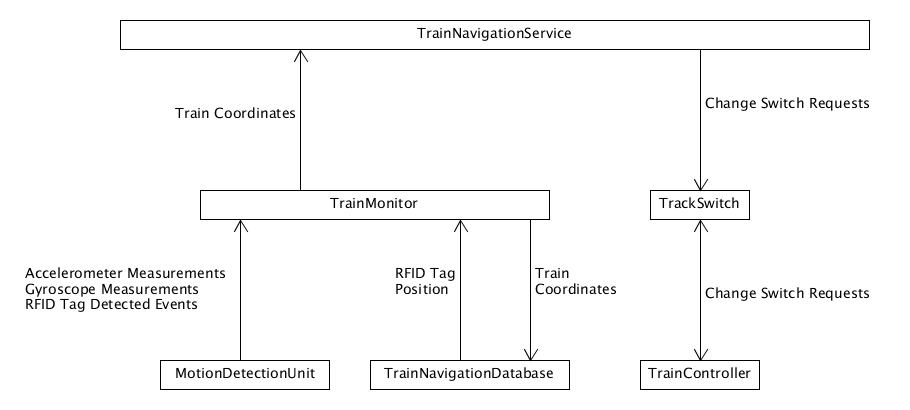 TrainNavigationService
Train Coordinates
Change Switch Requests
TrainMonitor
TrackSwitch
Accelerometer Measurements
Gyroscope Measurements
RFID Tag Detected Events
RFID Tag
Position
Train
Coordinates
Change Switch Requests
MotionDetectionUnit
TrainNavigationDatabase
TrainController